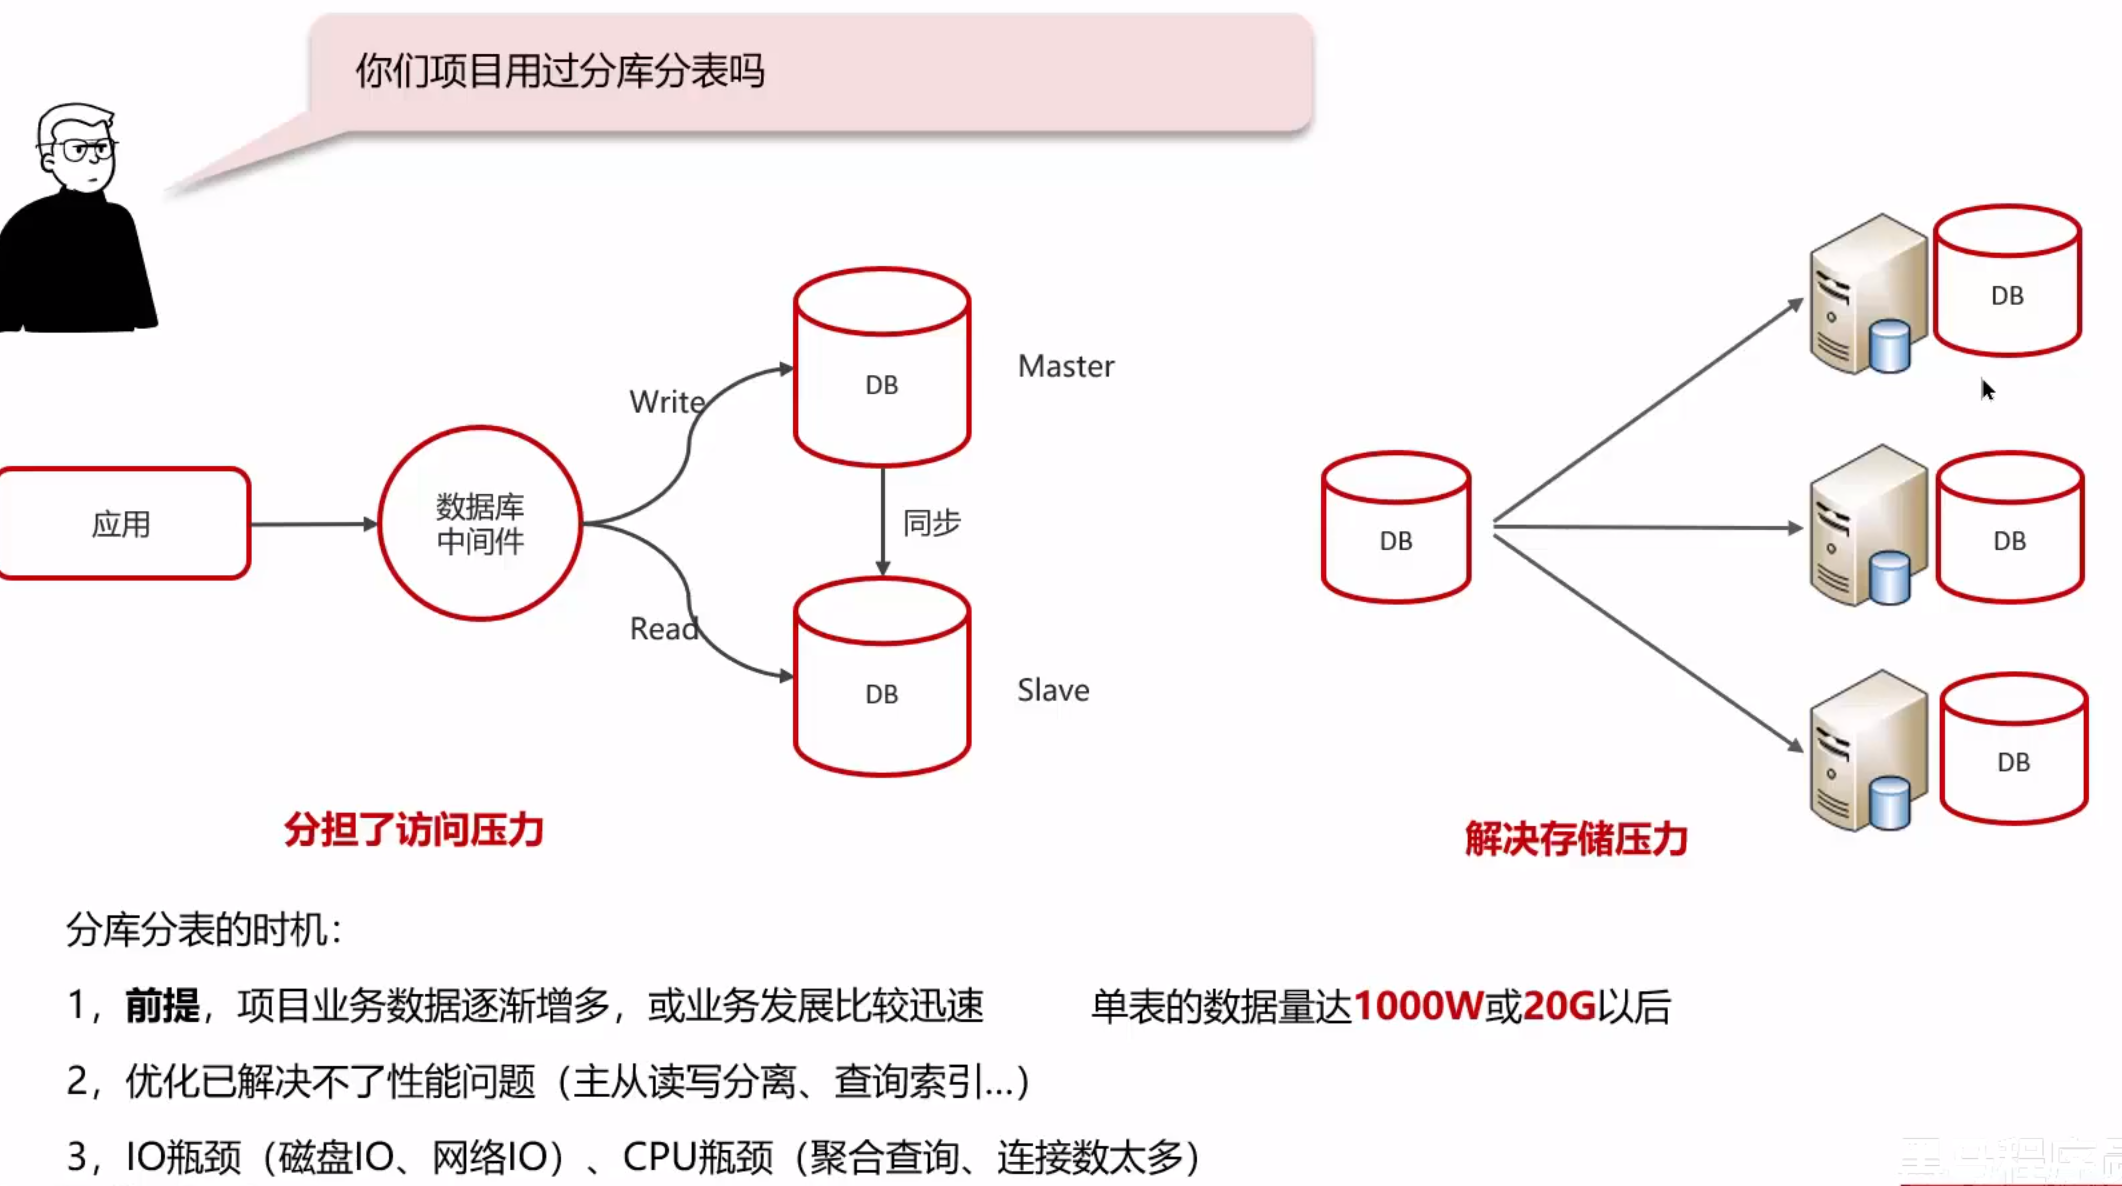 你们项目用过分库分表吗
应用
数据库
中间件
Write
Read
DB
Master
同步
DB
Slave
DB
DB
DB
DB
分担了访问压力
解决存储压力
分库分表的时机：
1，前提，项目业务数据逐渐增多，或业务发展比较迅速
单表的数据量达1000W或20G以后
2，优化已解决不了性能问题（主从读写分离、查询索引...）
3，IO瓶颈（磁盘IO、网络IO）、CPU瓶颈（聚合查询、连接数太多）